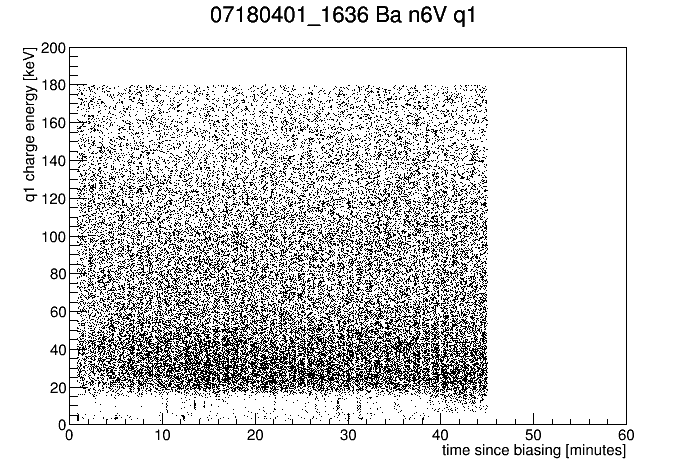 07180401_1636 Ba n6V q1
q1 charge energy [keV]
200
180
160
140
120
100
80
60
40
20
0
0 10 20 30 40 50 60
time since biasing [minutes]